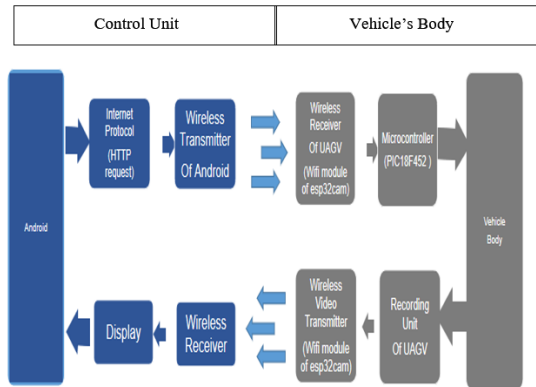 Control Unit
Vehicle's Body
Android
Internet
Protocol
(HTTP
request)
Wireless
Transmitter
Of Android
Wireless
Receiver
Of UAGV
(Wifi module
of esp32cam)
Microcontroller
(PIC18F452 )
Vehicle
Body
Display
Wireless
Receiver
Wireless
Video
Transmitter
(Wifi module
of esp32cam)
Recording
Unit
Of UAGV